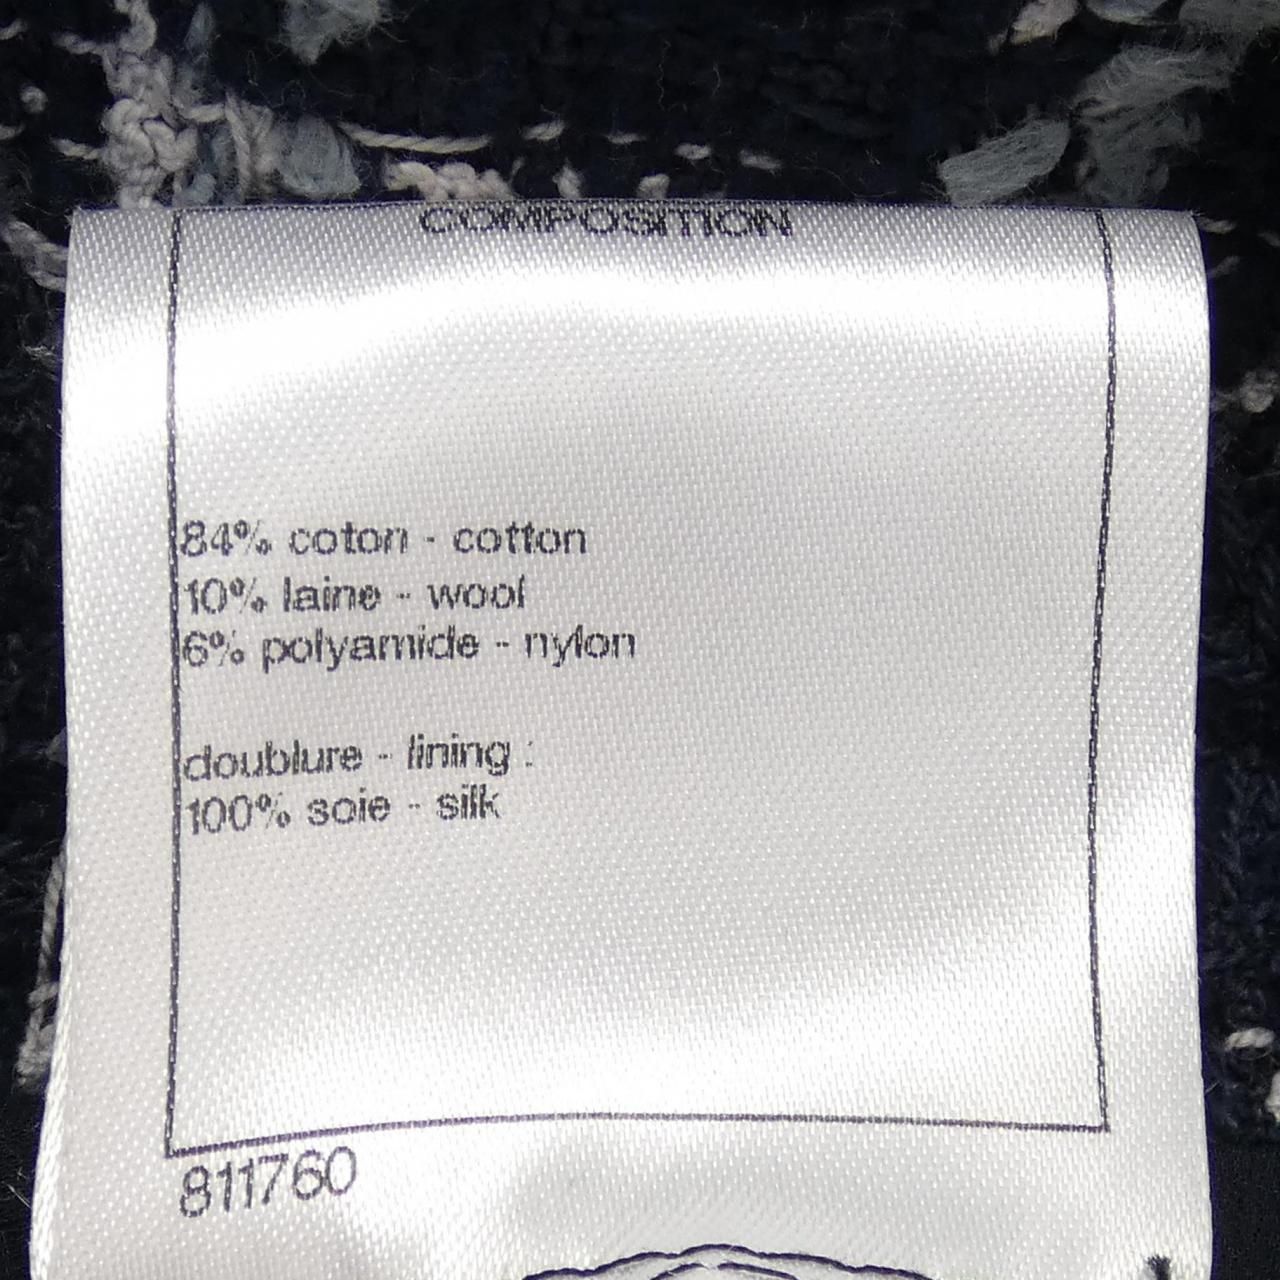 COMPOSITION
84% coton - cotton
10% laine - wool
6% polyamide - nylon
doublure - lining :
100% soie - silk
811760